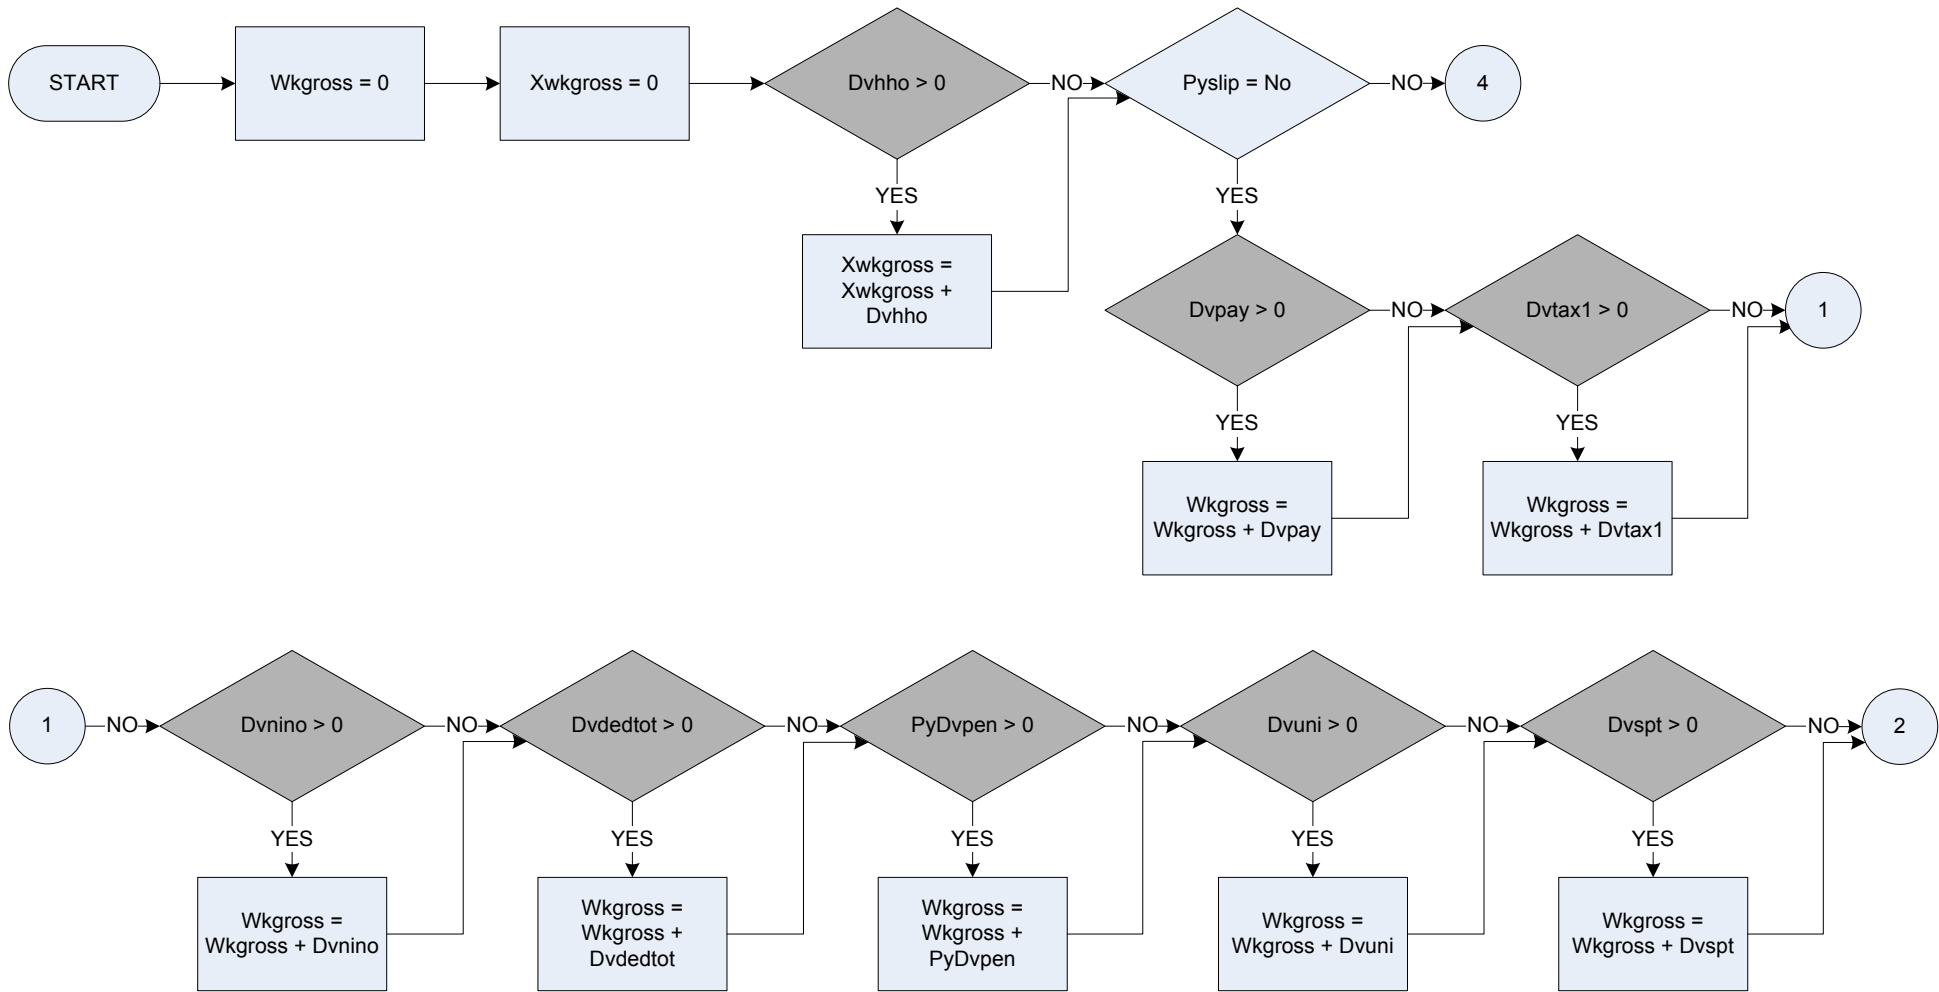 START
Wkgross = 0
Xwkgross = 0
Dvhho > 0
NO
Pyslip = No
NO
4
YES
YES
Xwkgross =
Xwkgross +
Dvhho
Dvpay > 0
NO
Dvtax1 > 0
NO
1
YES
YES
Wkgross =
Wkgross + Dvpay
Wkgross =
Wkgross + Dvtax1
1
NO
Dvnino > 0
NO
Dvdedtot > 0
NO
PyDvpen > 0
NO
Dvuni > 0
NO
Dvspt > 0
NO
2
YES
YES
YES
YES
YES
Wkgross =
Wkgross + Dvnino
Wkgross =
Wkgross +
Dvdedtot
Wkgross =
Wkgross +
PyDvpen
Wkgross =
Wkgross + Dvuni
Wkgross =
Wkgross + Dvspt